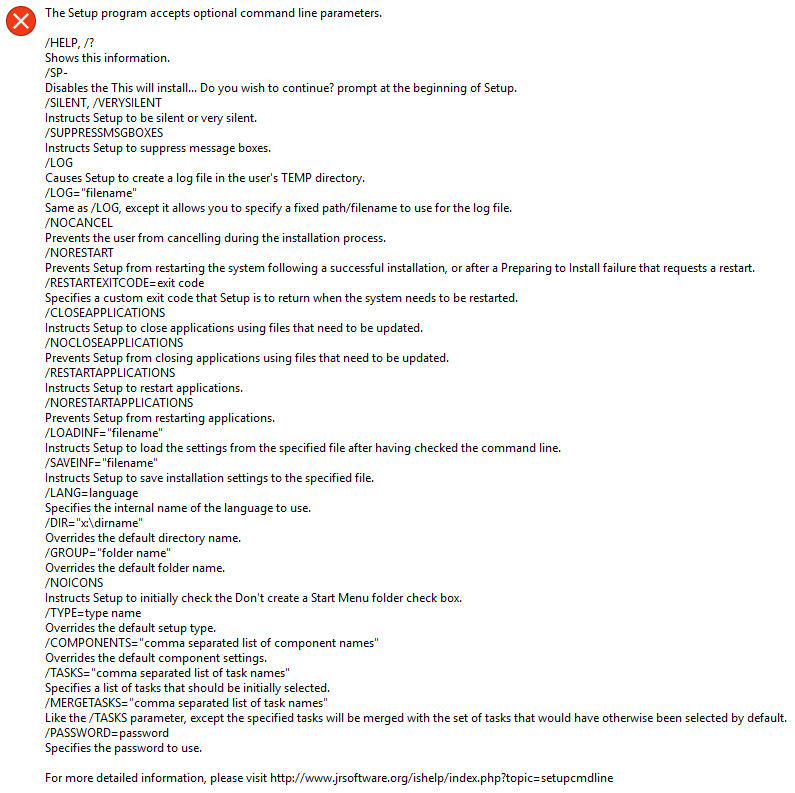 The Setup program accepts optional command line parameters.
/HELP, /?
Shows this information.
/SP-
Disables the This will install... Do you wish to continue? prompt at the beginning of Setup.
/SILENT, /VERYSILENT
Instructs Setup to be silent or very silent.
/SUPPRESSMSGBOXES
Instructs Setup to suppress message boxes.
/LOG
Causes Setup to create a log file in the user's TEMP directory.
/LOG="filename"
Same as /LOG, except it allows you to specify a fixed path/filename to use for the log file.
/NOCANCEL
Prevents the user from cancelling during the installation process.
/NORESTART
Prevents Setup from restarting the system following a successful installation, or after a Preparing to Install failure that requests a restart.
/RESTARTEXITCODE=exit code
Specifies a custom exit code that Setup is to return when the system needs to be restarted.
/CLOSEAPPLICATIONS
Instructs Setup to close applications using files that need to be updated.
/NOCLOSEAPPLICATIONS
Prevents Setup from closing applications using files that need to be updated.
/RESTARTAPPLICATIONS
Instructs Setup to restart applications.
/NORESTARTAPPLICATIONS
Prevents Setup from restarting applications.
/LOADINF="filename"
Instructs Setup to load the settings from the specified file after having checked the command line.
/SAVEINF="filename"
Instructs Setup to save installation settings to the specified file.
/LANG=language
Specifies the internal name of the language to use.
/DIR="x:\dirname"
Overrides the default directory name.
/GROUP="folder name"
Overrides the default folder name.
/NOICONS
Instructs Setup to initially check the Don't create a Start Menu folder check box.
/TYPE=type name
Overrides the default setup type.
/COMPONENTS="comma separated list of component names"
Overrides the default component settings.
/TASKS="comma separated list of task names"
Specifies a list of tasks that should be initially selected.
/MERGETASKS="comma separated list of task names"
Like the /TASKS parameter, except the specified tasks will be merged with the set of tasks that would have otherwise been selected by default.
/PASSWORD=password
Specifies the password to use.
For more detailed information, please visit http://www.jrsoftware.org/ishelp/index.php?topic=setupcmdline